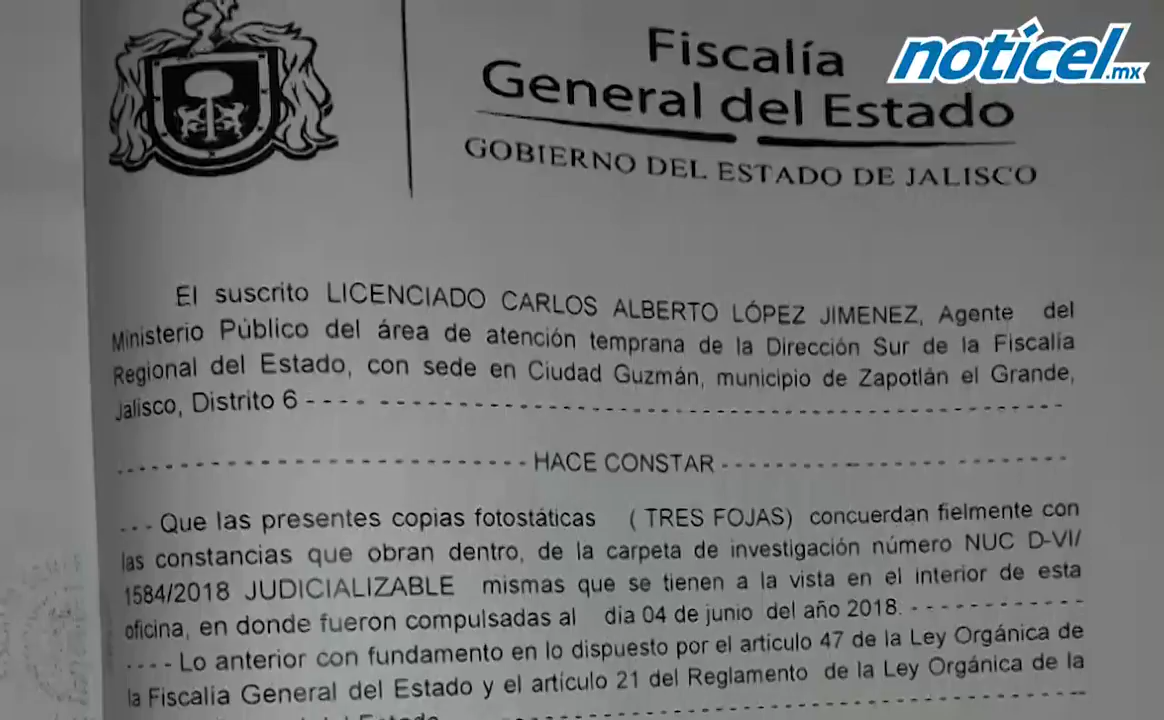 noticel.mx
Fiscalía
General del Estado
GOBIERNO DEL ESTADO DE JALISCO
El suscrito LICENCIADO CARLOS ALBERTO LÓPEZ JIMENEZ, Agente del
Ministerio Público del área de atención temprana de la Dirección Sur de la Fiscalía
Regional del Estado, con sede en Ciudad Guzmán, municipio de Zapotlán el Grande,
Jalisco, Distrito 6 - - - - - - - - - - - - - - - - - - - - - - - - - - - - - - - - - - - - - - - - - -
- - - - - - - - - - - - - - - - - - - - - - - - - - - - HACE CONSTAR - - - - - - - - - - - - - - - - - - - - - - - - -
- - - Que las presentes copias fotostáticas ( TRES FOJAS) concuerdan fielmente con
las constancias que obran dentro, de la carpeta de investigación número NUC D-VI/
1584/2018 JUDICIALIZABLE mismas que se tienen a la vista en el interior de esta
oficina, en donde fueron compulsadas al dia 04 de junio del año 2018. - - - - - - - - - - - -
- - - - Lo anterior con fundamento en lo dispuesto por el artículo 47 de la Ley Orgánica de
la Fiscalía General del Estado y el artículo 21 del Reglamento de la Ley Orgánica de la
del Estado